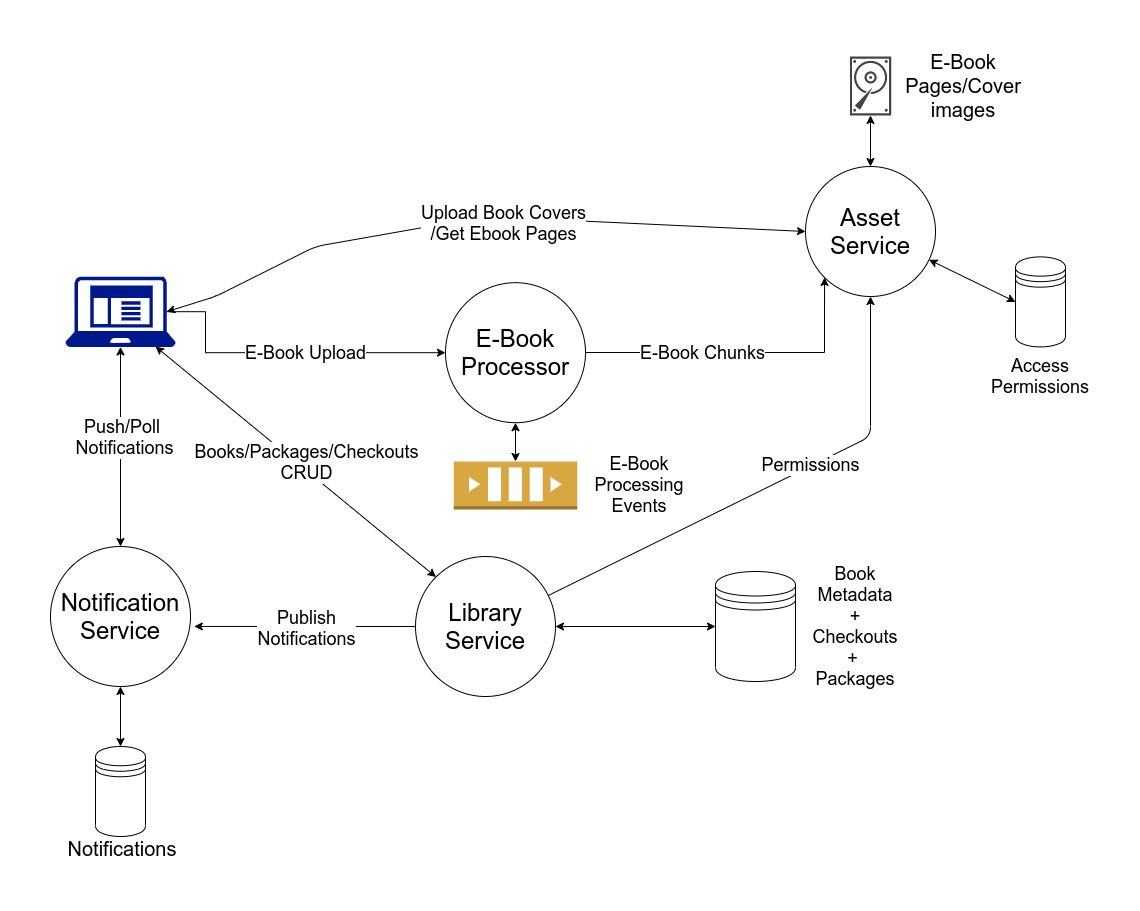 E-Book
Pages/Cover
images
Upload Book Covers
/Get Ebook Pages
Asset
Service
E-Book
Processor
E-Book Upload
E-Book Chunks
Access
Permissions
Push/Poll
Notifications
Books/Packages/Checkouts
CRUD
E-Book
Processing
Events
Permissions
Notification
Service
Publish
Notifications
Library
Service
Book
Metadata
+
Checkouts
+
Packages
Notifications